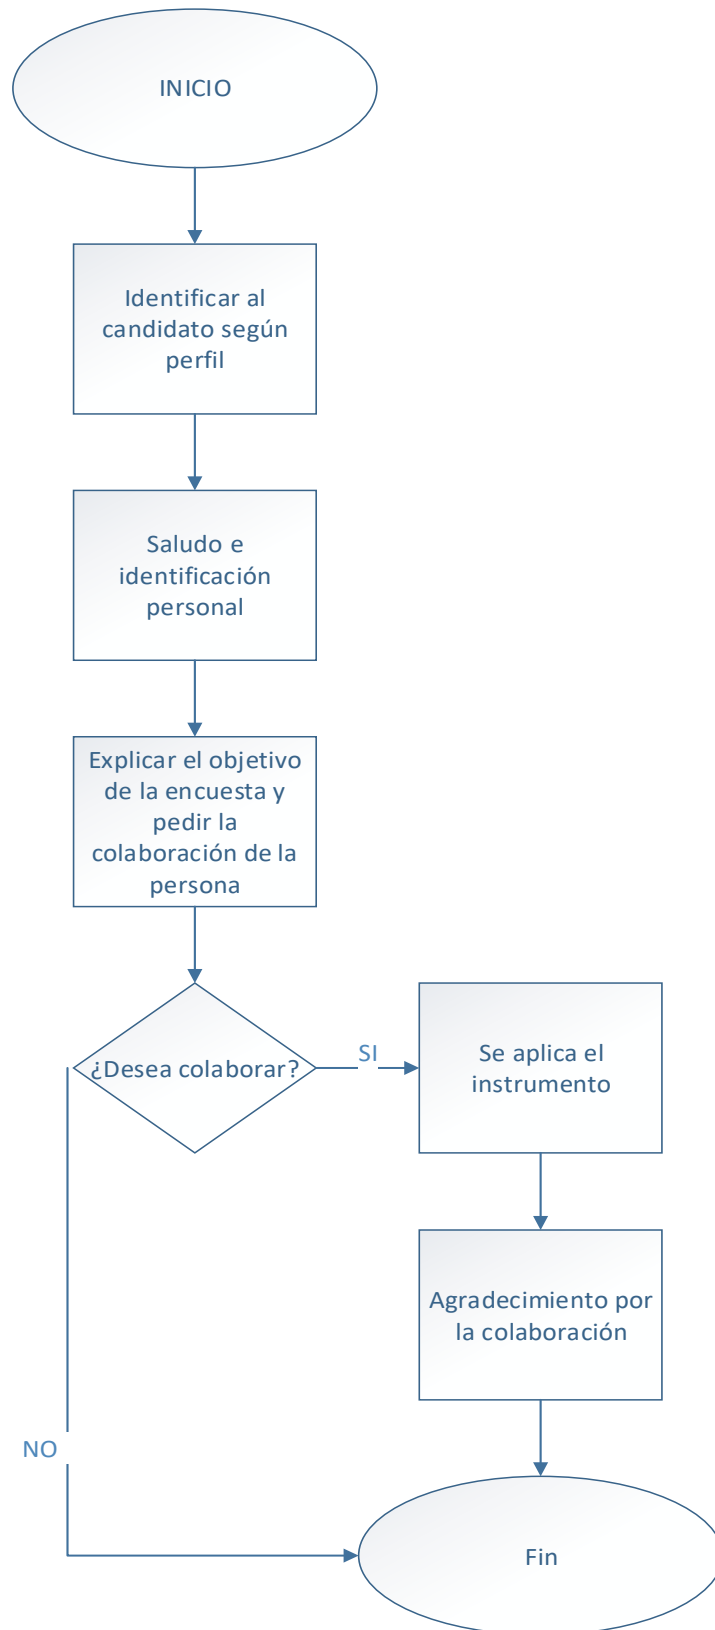 INICIO
Identificar al
candidato según
perfil
Saludo e
identificación
personal
Explicar el objetivo
de la encuesta y
pedir la
colaboración de la
persona
¿Desea colaborar?
SI
Se aplica el
instrumento
Agradecimiento por
la colaboración
NO
Fin